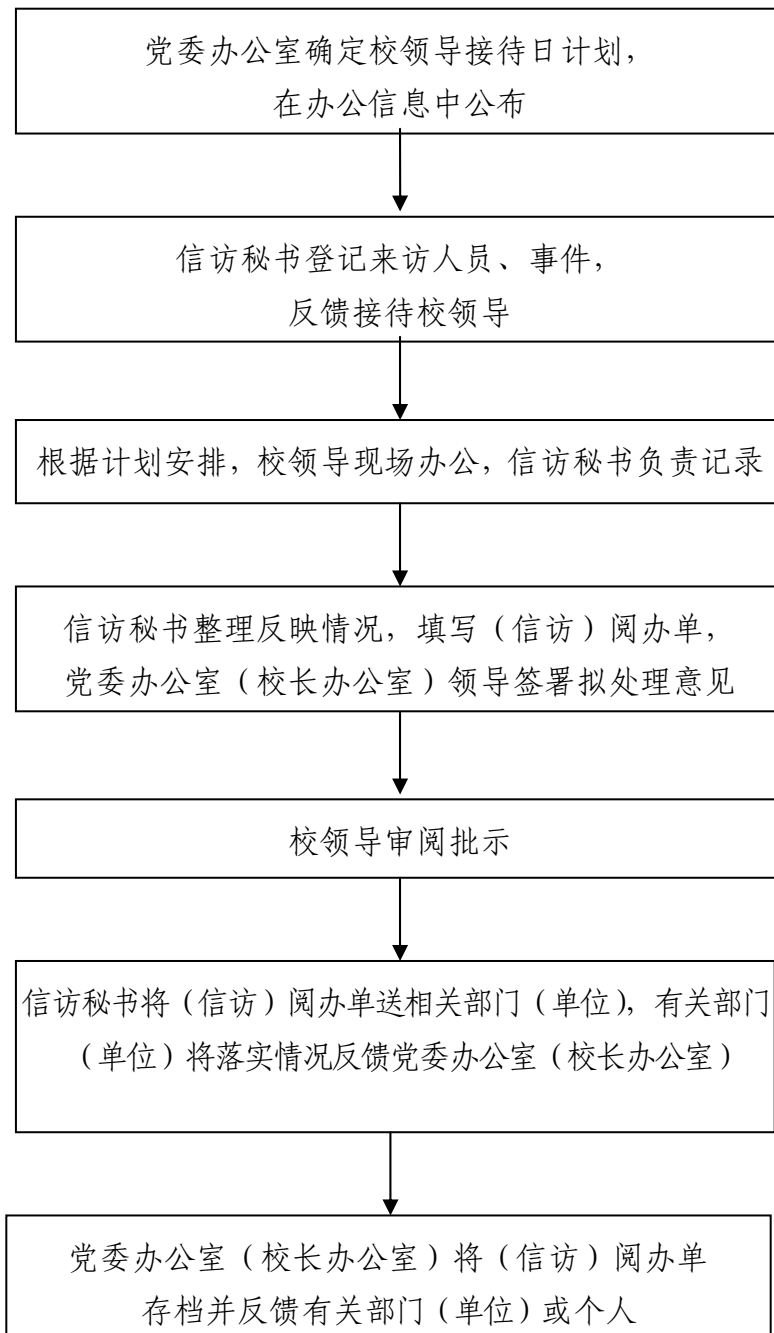 党委办公室确定校领导接待日计划，
在办公信息中公布
信访秘书登记来访人员、事件，
反馈接待校领导
根据计划安排，校领导现场办公，信访秘书负责记录
信访秘书整理反映情况，填写（信访）阅办单，
党委办公室（校长办公室）领导签署拟处理意见
校领导审阅批示
信访秘书将（信访）阅办单送相关部门（单位），有关部门
（单位）将落实情况反馈党委办公室（校长办公室）
党委办公室（校长办公室）将（信访）阅办单
存档并反馈有关部门（单位）或个人